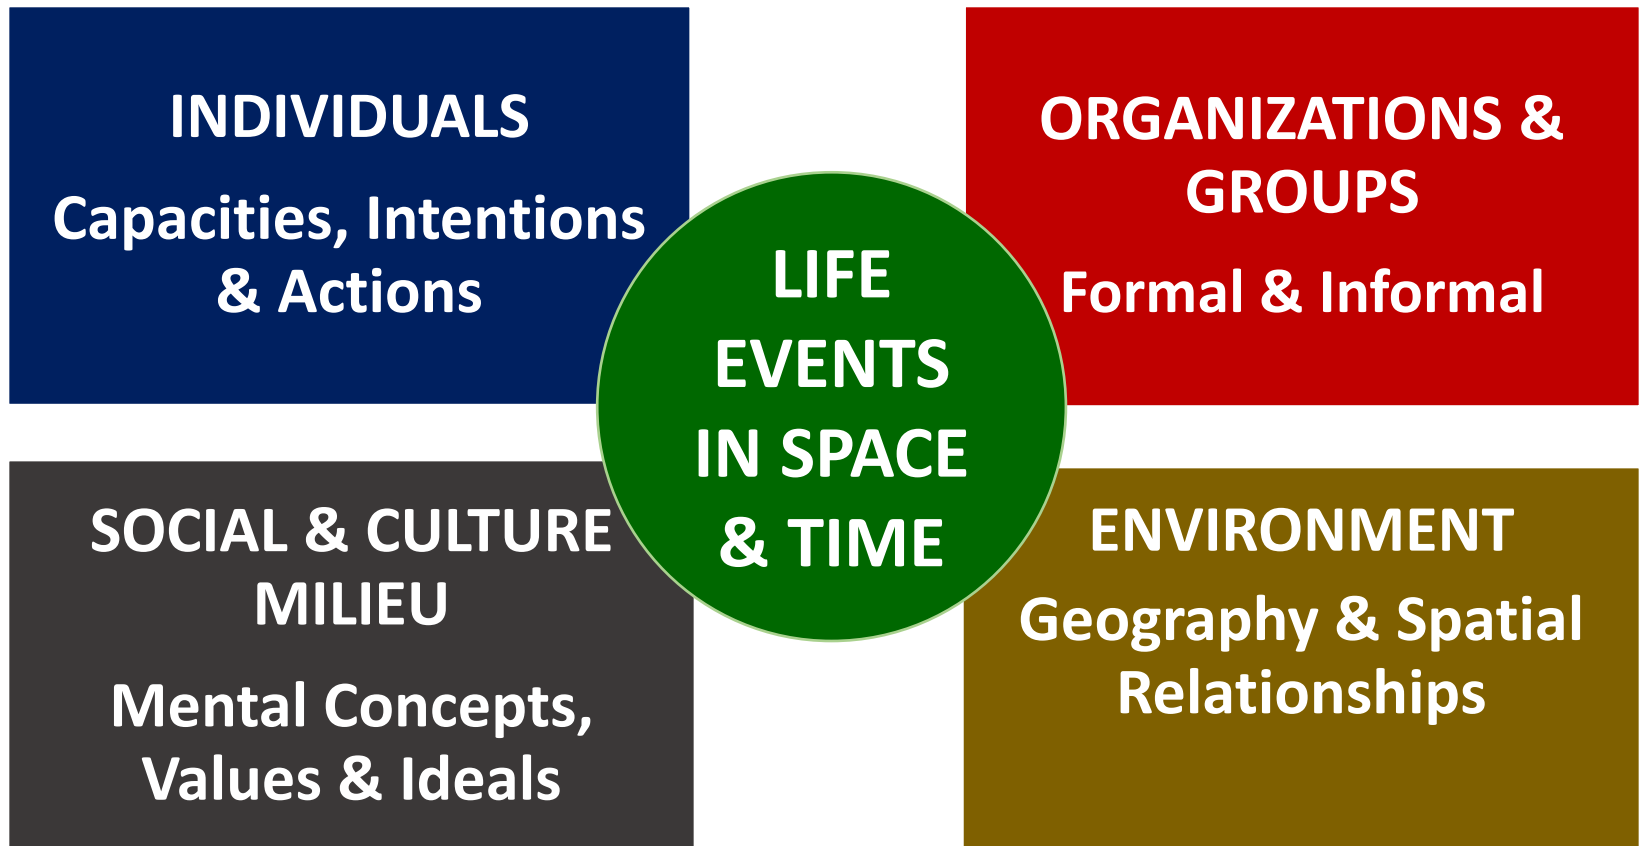 INDIVIDUALS
Capacities, Intentions
& Actions
ORGANIZATIONS &
GROUPS
Formal & Informal
LIFE
EVENTS
IN SPACE
& TIME
SOCIAL & CULTURE
MILIEU
Mental Concepts,
Values & Ideals
ENVIRONMENT
Geography & Spatial
Relationships